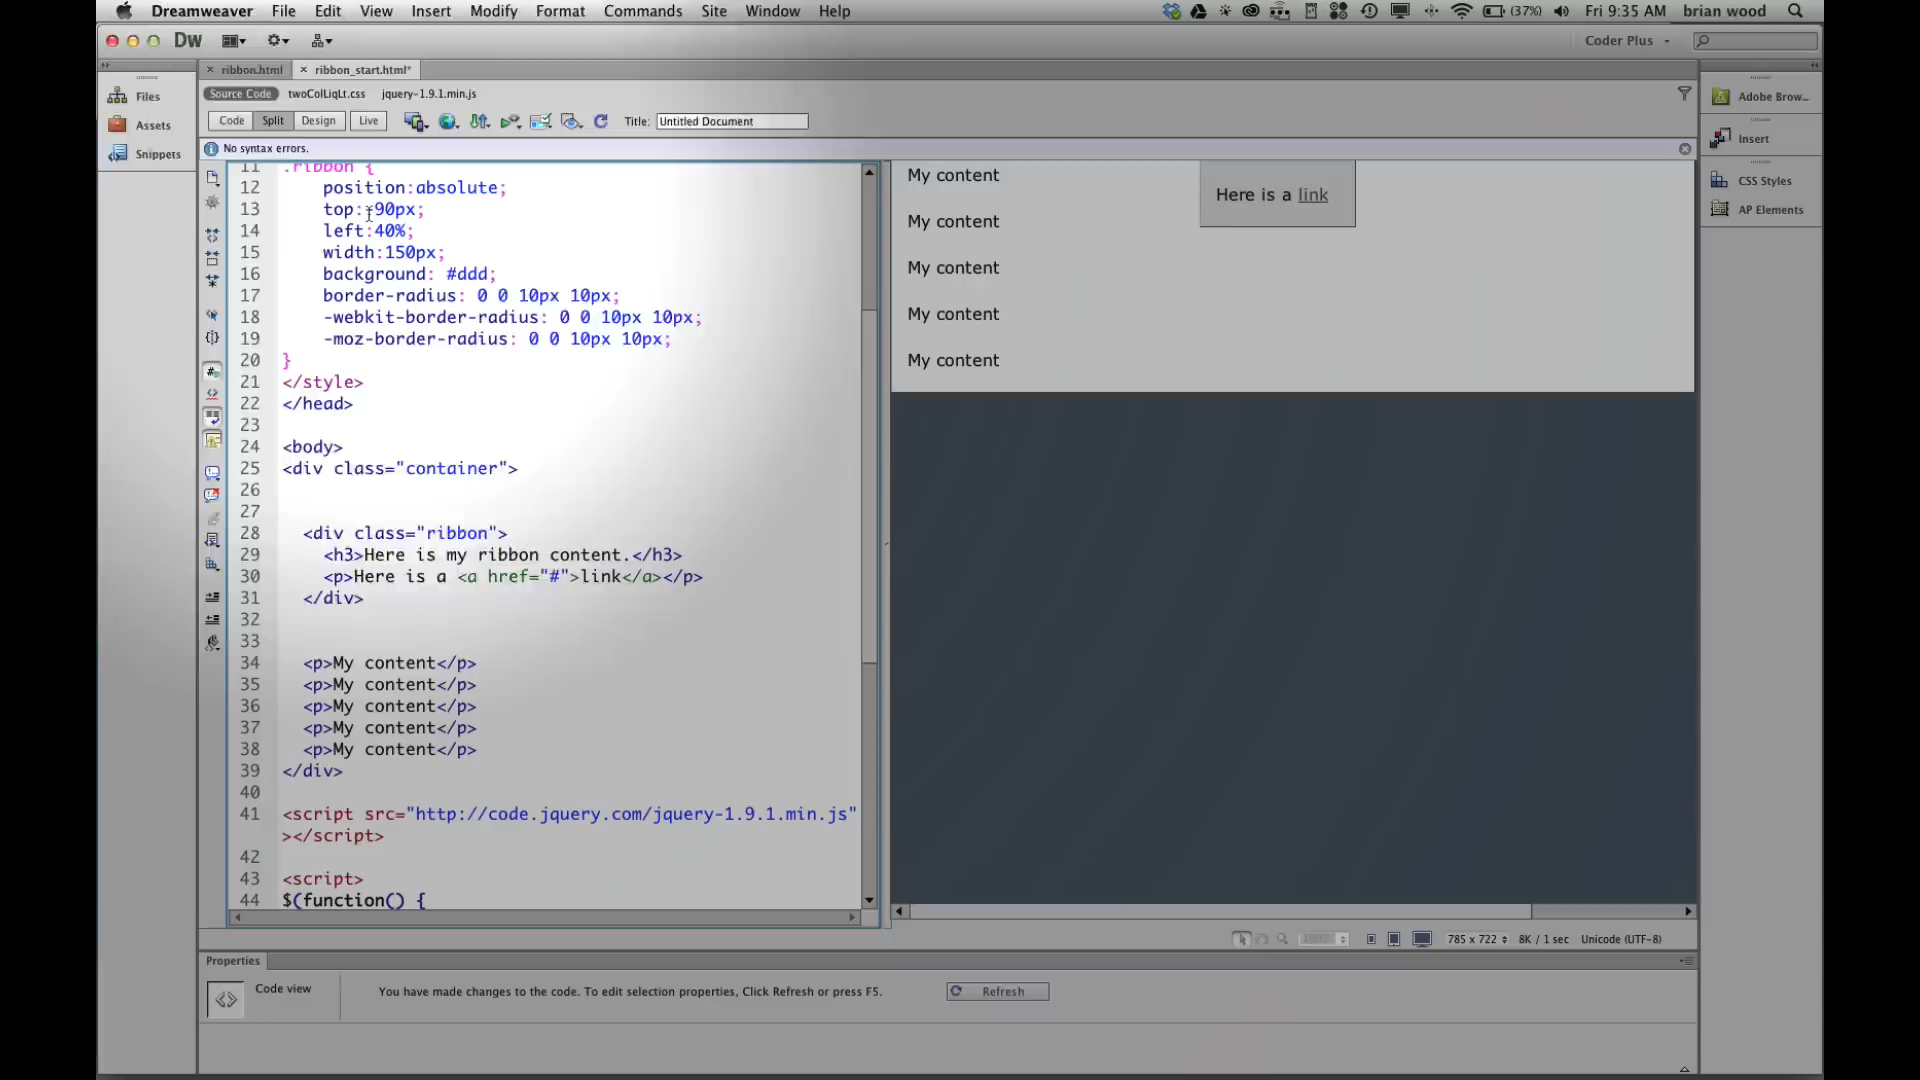 Dreamweaver File Edit View Insert Modify Format Commands Site Window Help (37%) Fri 9:35 AM brian wood
Dw Coder Plus
ribbon.html ribbon_start.html*
Source Code twoColLiqLt.css jquery-1.9.1.min.js
Code Split Design Live Title: Untitled Document
No syntax errors.
Files
Assets
Snippets
11 .ribbon {
12 position:absolute;
13 top:-90px;
14 left:40%;
15 width:150px;
16 background: #ddd;
17 border-radius: 0 0 10px 10px;
18 -webkit-border-radius: 0 0 10px 10px;
19 -moz-border-radius: 0 0 10px 10px;
20 }
21 </style>
22 </head>
23
24 <body>
25 <div class="container">
26
27
28 <div class="ribbon">
29 <h3>Here is my ribbon content.</h3>
30 <p>Here is a <a href="#">link</a></p>
31 </div>
32
33
34 <p>My content</p>
35 <p>My content</p>
36 <p>My content</p>
37 <p>My content</p>
38 <p>My content</p>
39 </div>
40
41 <script src="http://code.jquery.com/jquery-1.9.1.min.js"
></script>
42
43 <script>
44 $(function() {
My content
My content
My content
My content
My content
Here is a link
Adobe Brow...
Insert
CSS Styles
AP Elements
785 x 722 8K / 1 sec Unicode (UTF-8)
Properties
Code view You have made changes to the code. To edit selection properties, Click Refresh or press F5. Refresh